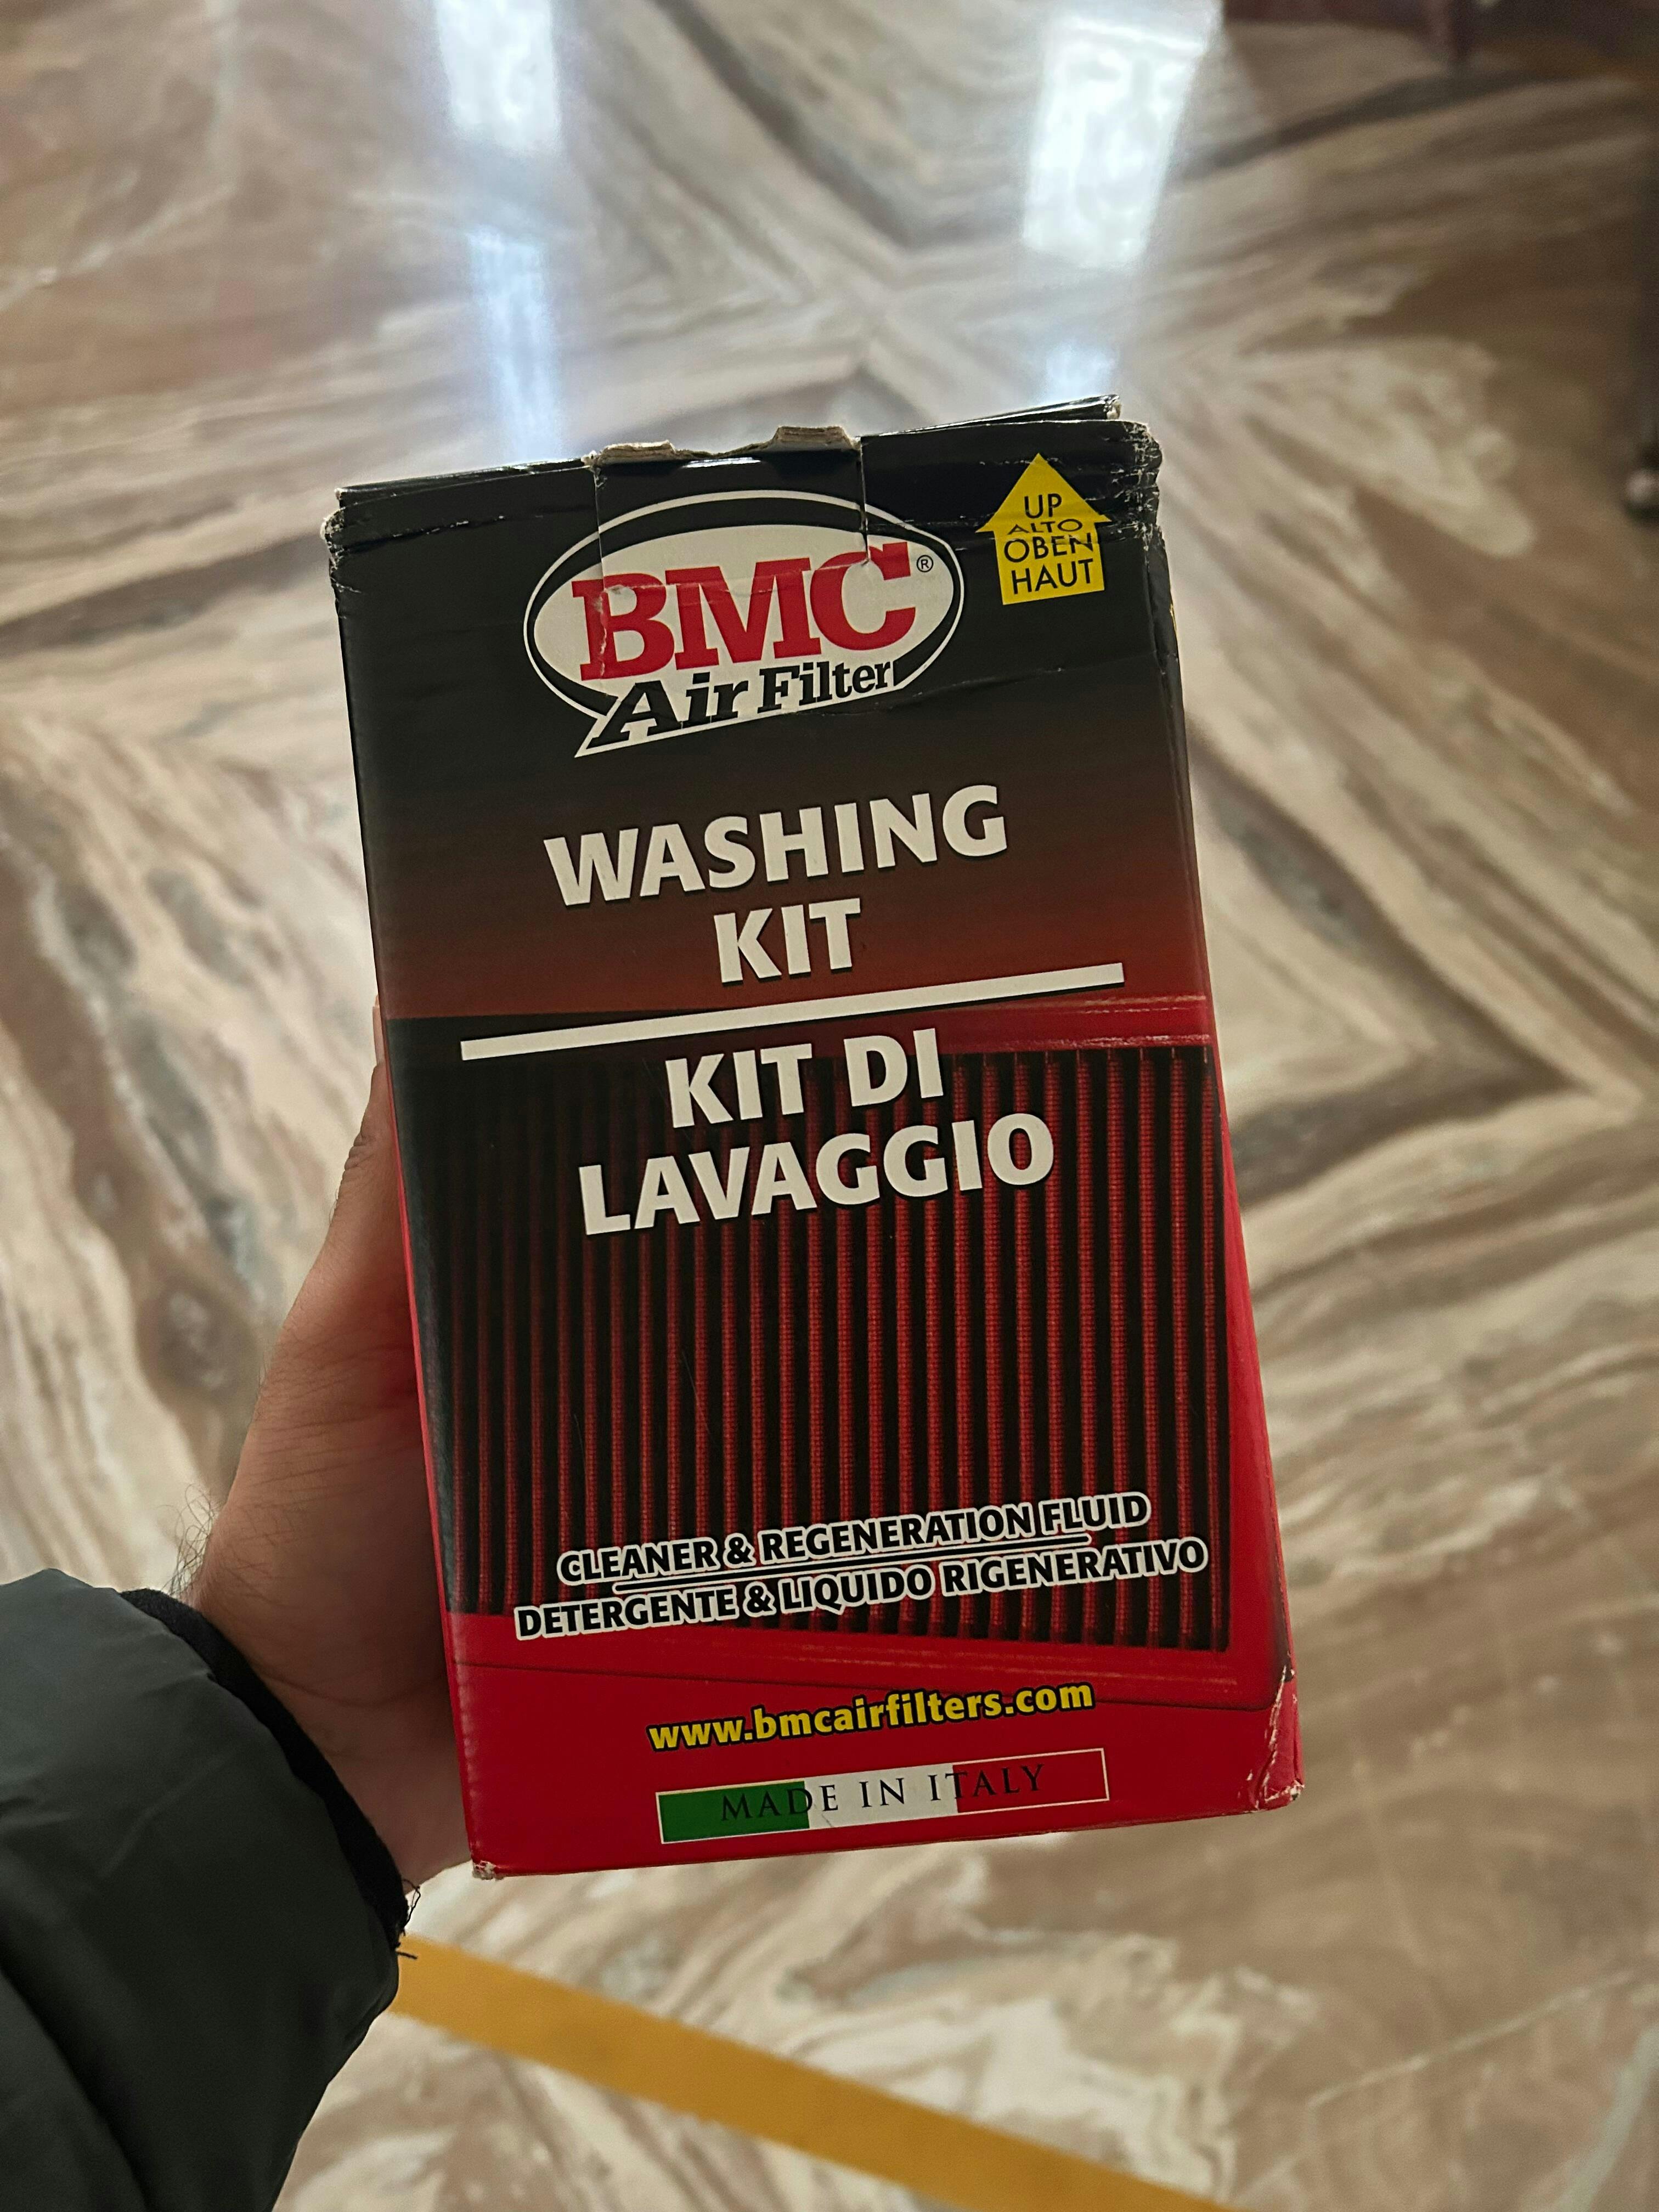 UP
ALTO
OBEN
HAUT
BMC®
Air Filter
WASHING
KIT
KIT DI
LAVAGGIO
CLEANER & REGENERATION FLUID
DETERGENTE & LIQUIDO RIGENERATIVO
www.bmcairfilters.com
MADE IN ITALY